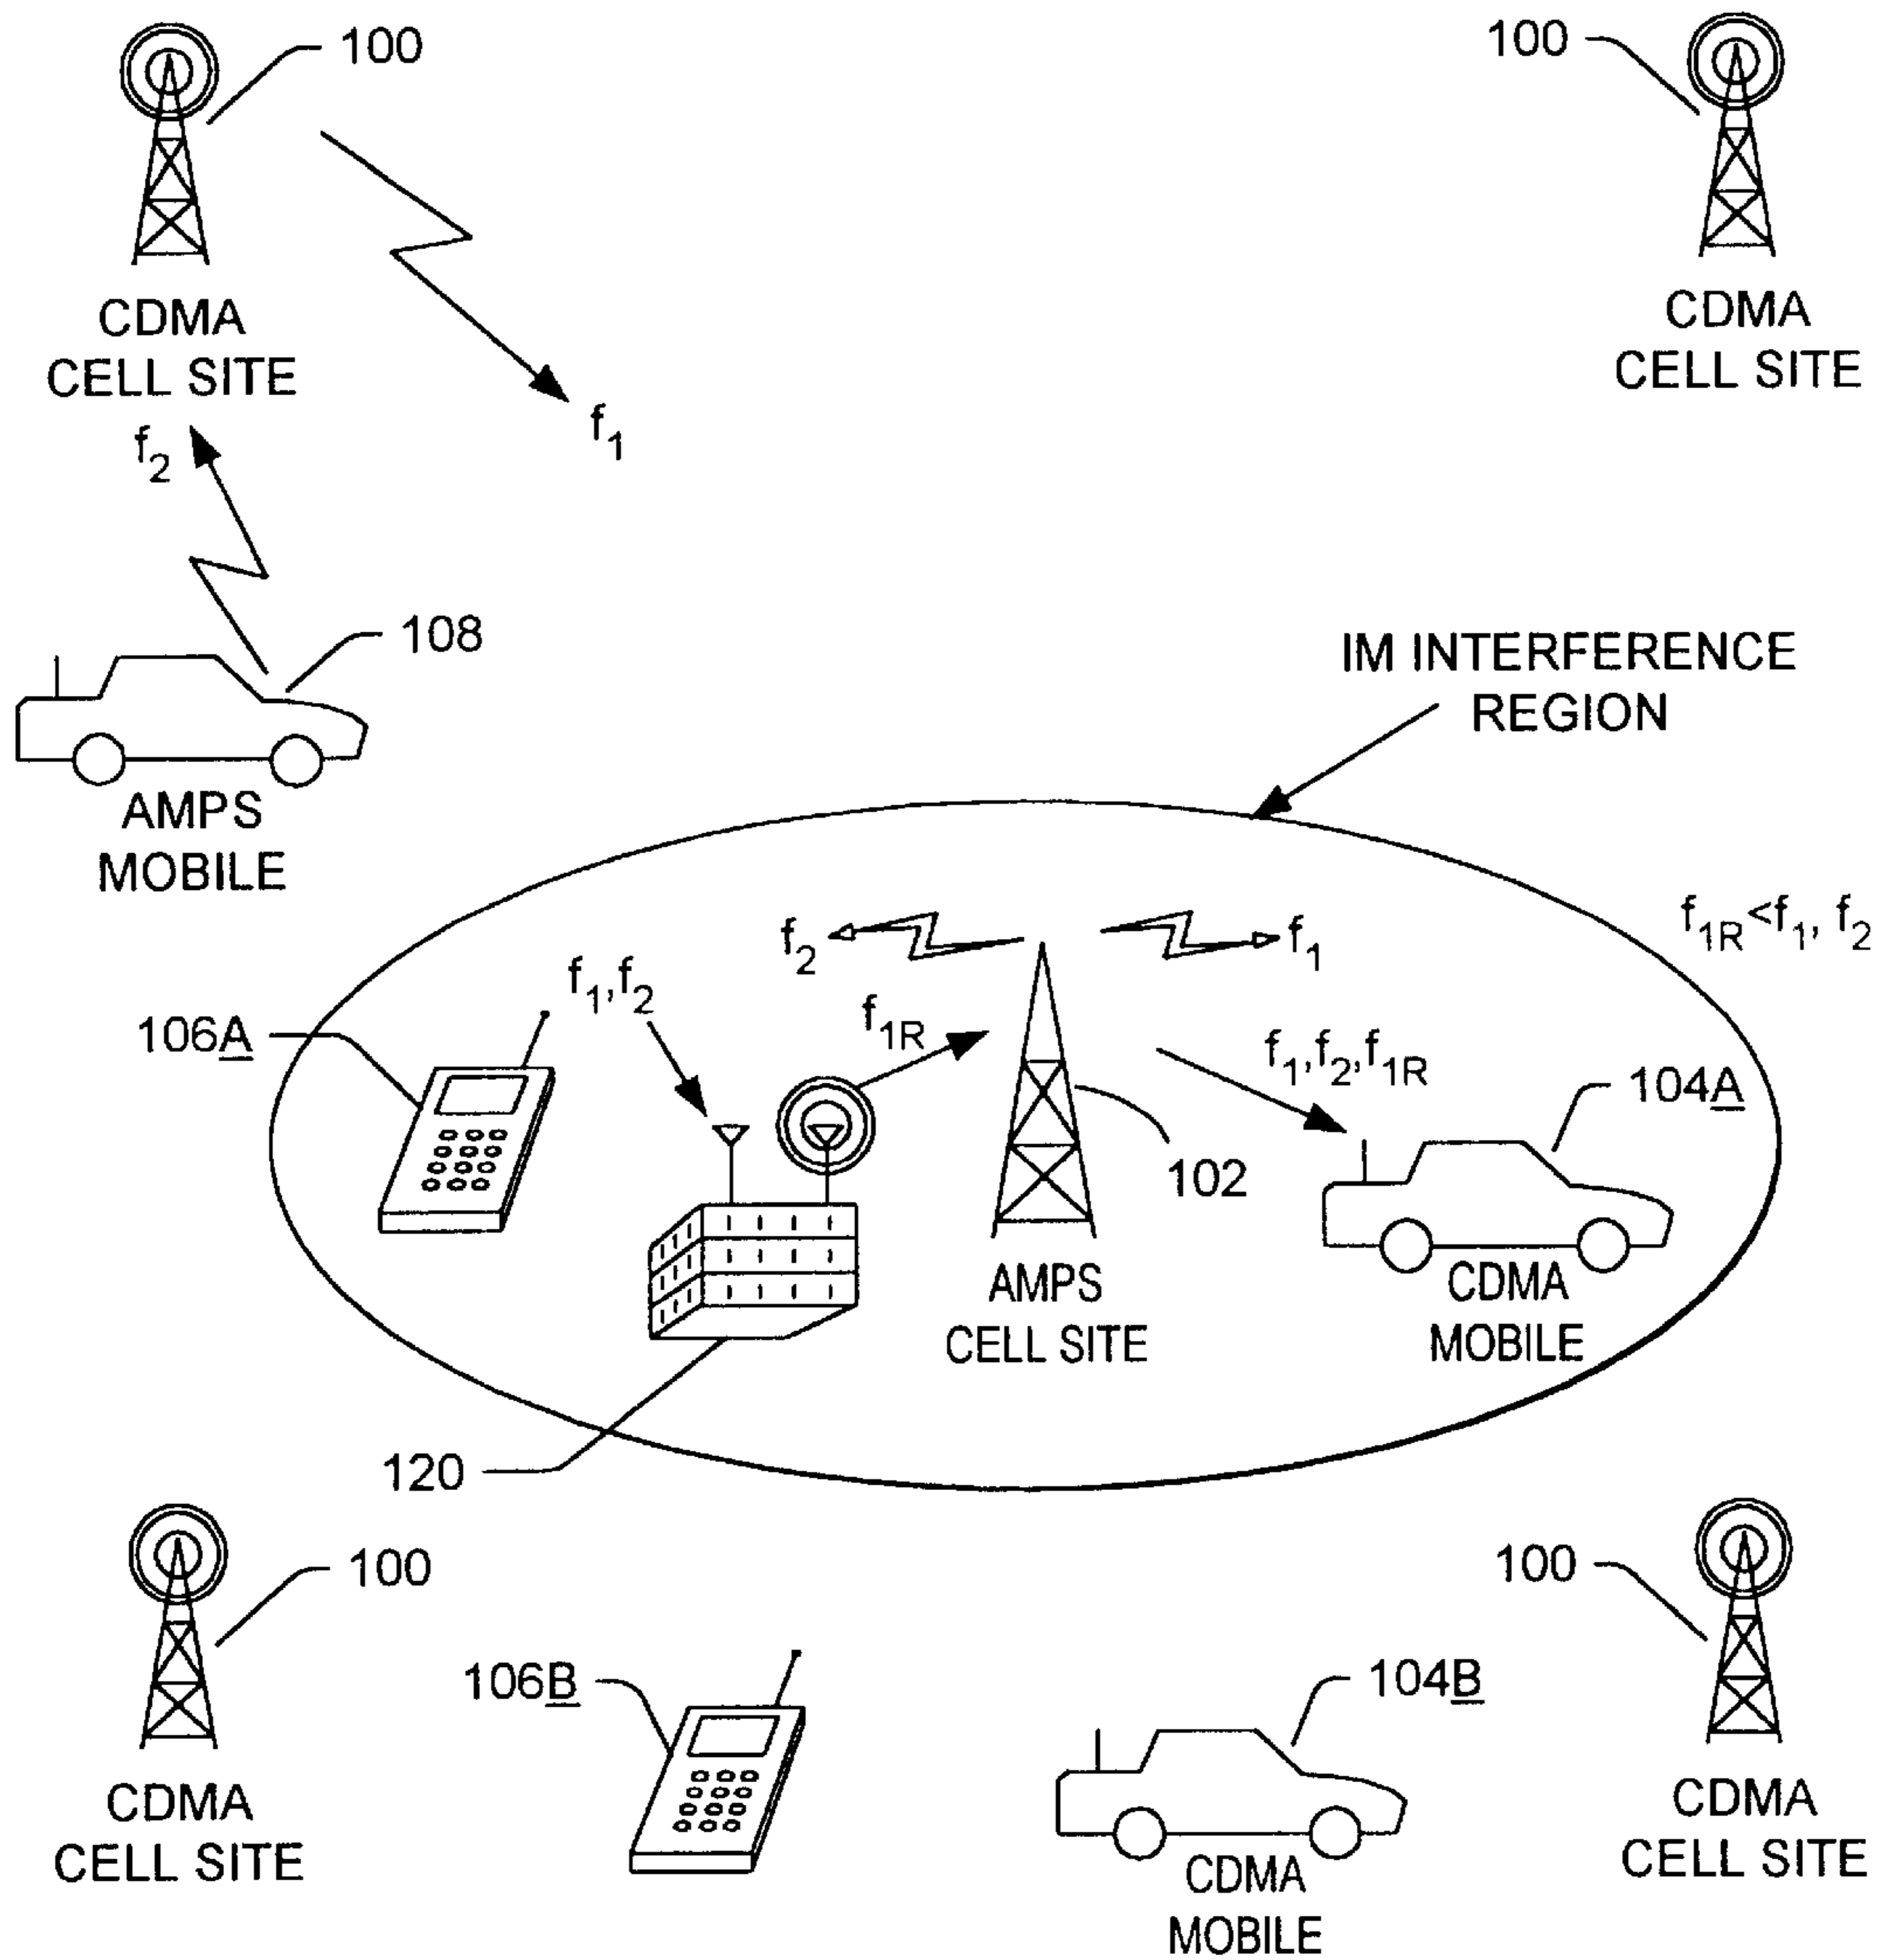 100
100
CDMA
CELL SITE
CDMA
CELL SITE
f1
f2
108
AMPS
MOBILE
IM INTERFERENCE
REGION
f1R<f1, f2
f2
f1
f1,f2
f1R
106A
f1,f2,f1R
104A
102
AMPS
CELL SITE
CDMA
MOBILE
120
100
100
106B
104B
CDMA
CELL SITE
CDMA
MOBILE
CDMA
CELL SITE